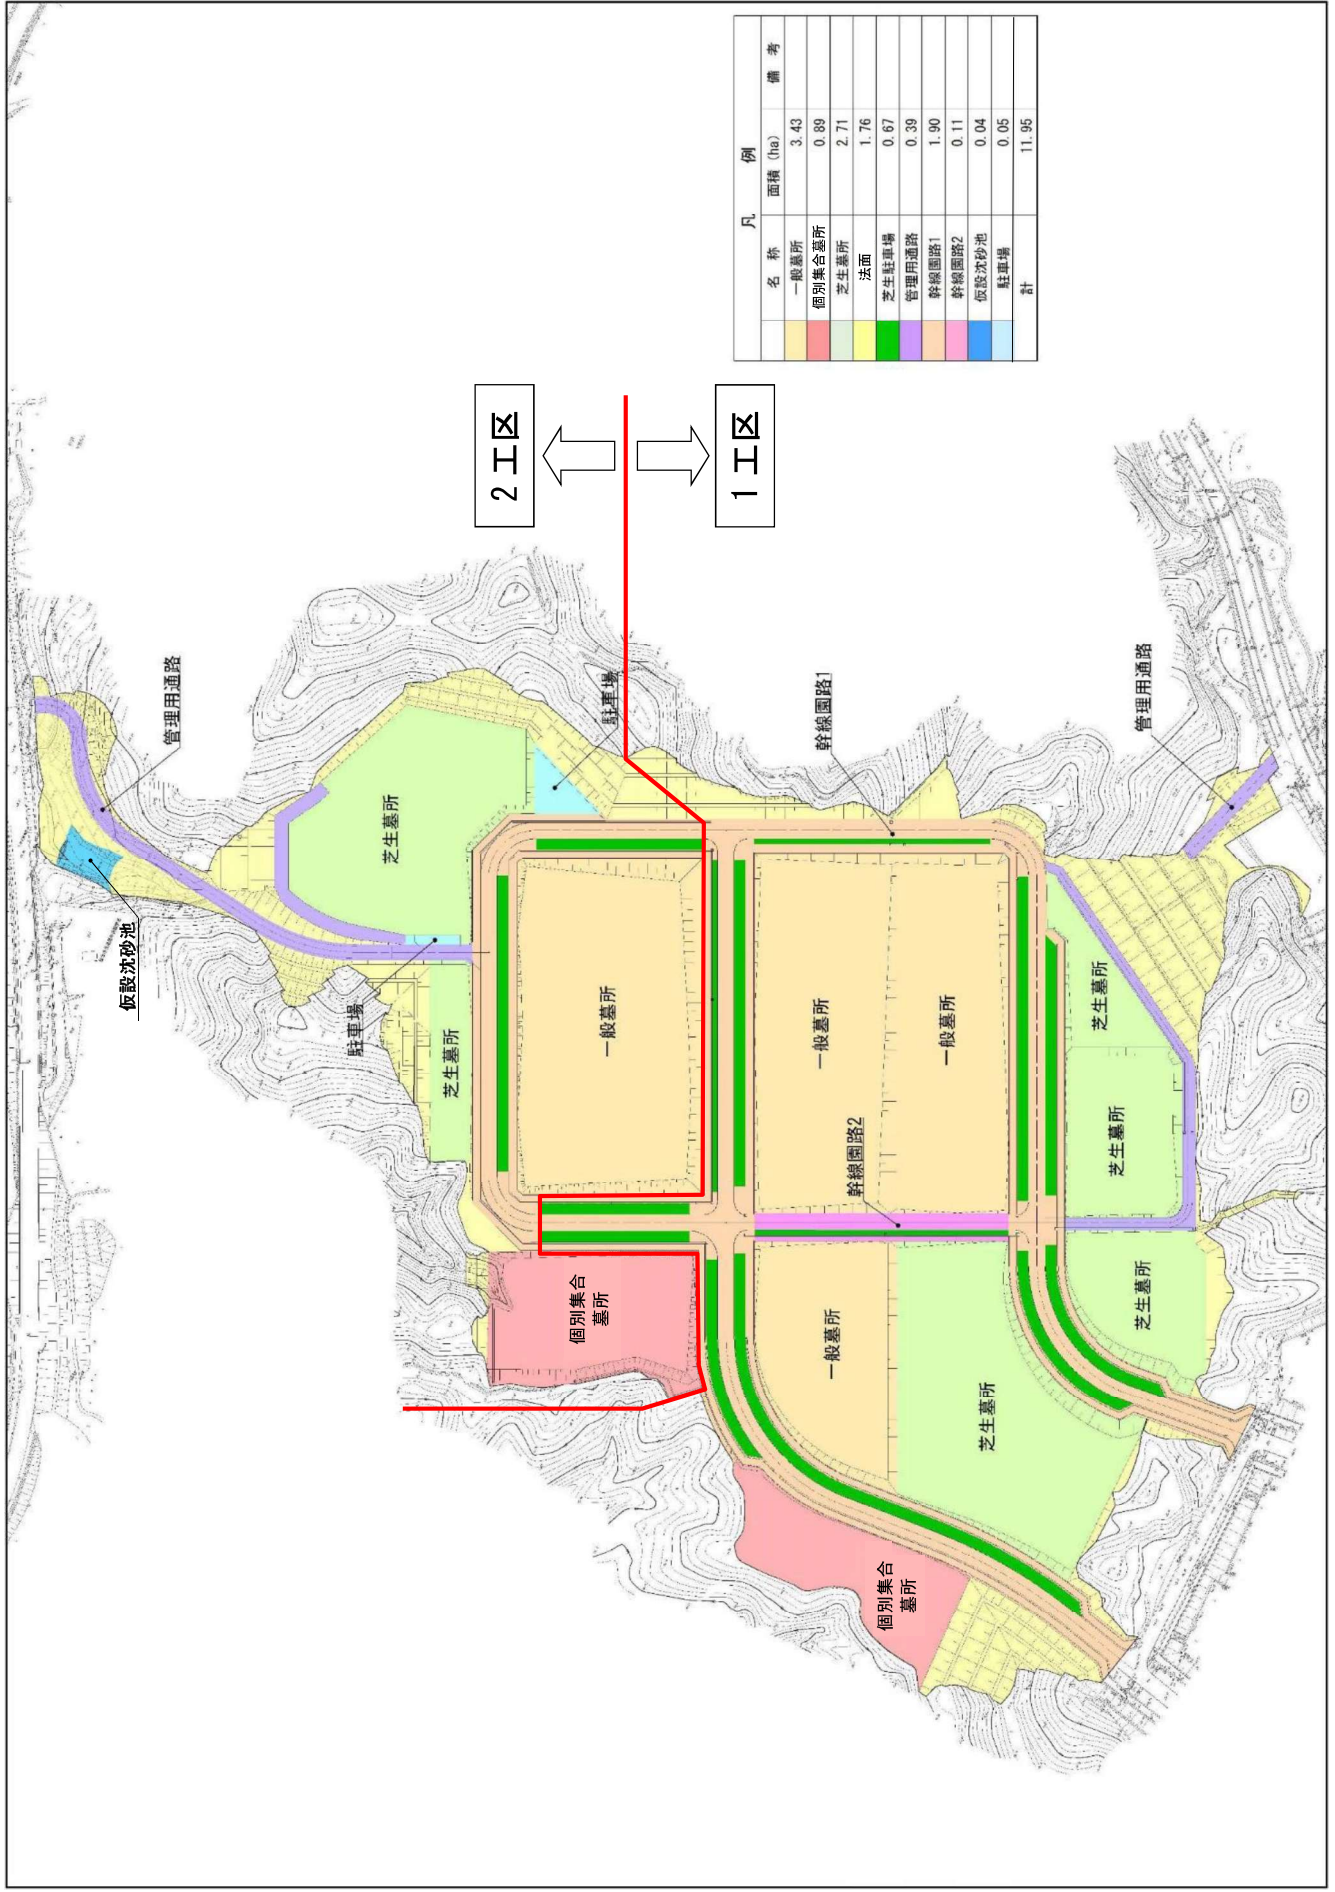 凡例
名称 面積 (ha) 備考
一般墓所 3.43
個別集合墓所 0.89
芝生墓所 2.71
法面 1.76
芝生駐車場 0.67
管理用通路 0.39
幹線園路1 1.90
幹線園路2 0.11
仮設沈砂池 0.04
駐車場 0.05
計 11.95
2工区
1工区
管理用通路
駐車場
幹線園路1
管理用通路
芝生墓所
仮設沈砂池
駐車場
芝生墓所
一般墓所
一般墓所
一般墓所
芝生墓所
芝生墓所
幹線園路2
個別集合
墓所
一般墓所
芝生墓所
芝生墓所
個別集合
墓所